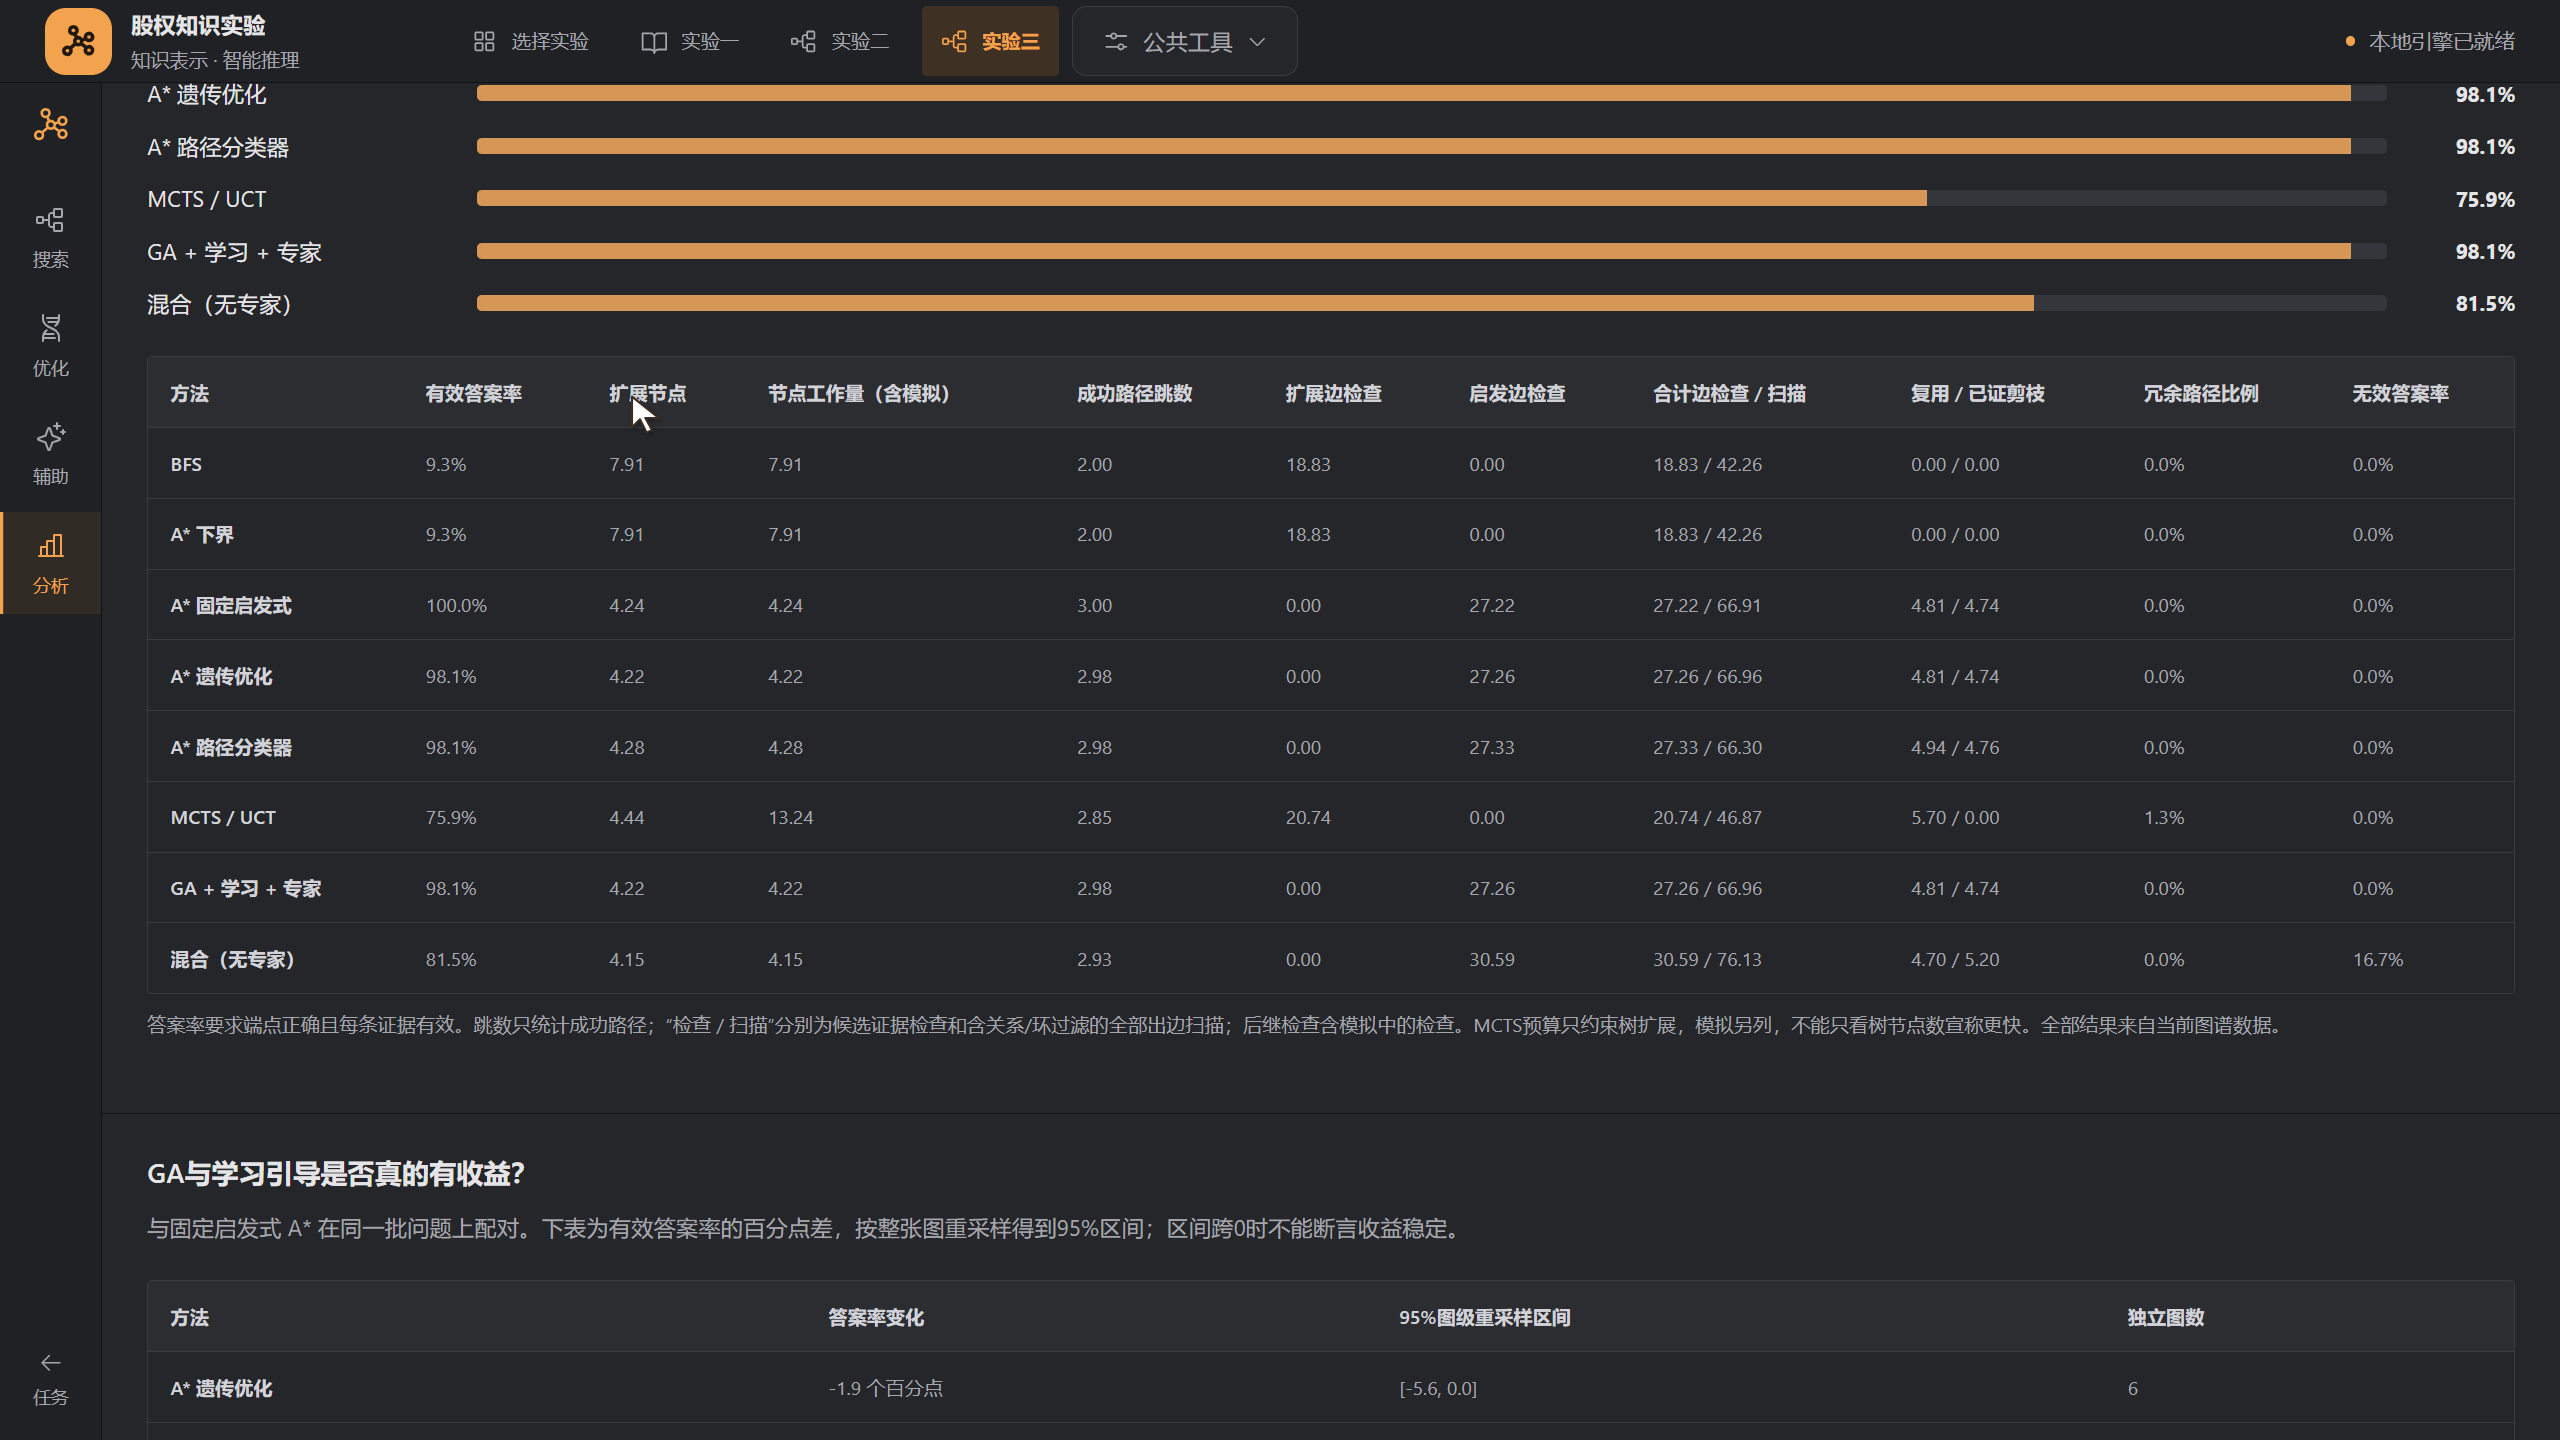 股权知识实验
知识表示 · 智能推理
选择实验
实验一
实验二
实验三
公共工具
本地引擎已就绪
搜索
优化
辅助
分析
任务
A* 遗传优化 98.1%
A* 路径分类器 98.1%
MCTS / UCT 75.9%
GA + 学习 + 专家 98.1%
混合（无专家） 81.5%
方法 有效答案率 扩展节点 节点工作量（含模拟） 成功路径跳数 扩展边检查 启发边检查 合计边检查 / 扫描 复用 / 已证剪枝 冗余路径比例 无效答案率
BFS 9.3% 7.91 7.91 2.00 18.83 0.00 18.83 / 42.26 0.00 / 0.00 0.0% 0.0%
A* 下界 9.3% 7.91 7.91 2.00 18.83 0.00 18.83 / 42.26 0.00 / 0.00 0.0% 0.0%
A* 固定启发式 100.0% 4.24 4.24 3.00 0.00 27.22 27.22 / 66.91 4.81 / 4.74 0.0% 0.0%
A* 遗传优化 98.1% 4.22 4.22 2.98 0.00 27.26 27.26 / 66.96 4.81 / 4.74 0.0% 0.0%
A* 路径分类器 98.1% 4.28 4.28 2.98 0.00 27.33 27.33 / 66.30 4.94 / 4.76 0.0% 0.0%
MCTS / UCT 75.9% 4.44 13.24 2.85 20.74 0.00 20.74 / 46.87 5.70 / 0.00 1.3% 0.0%
GA + 学习 + 专家 98.1% 4.22 4.22 2.98 0.00 27.26 27.26 / 66.96 4.81 / 4.74 0.0% 0.0%
混合（无专家） 81.5% 4.15 4.15 2.93 0.00 30.59 30.59 / 76.13 4.70 / 5.20 0.0% 16.7%
答案率要求端点正确且每条证据有效。跳数只统计成功路径；“检查 / 扫描”分别为候选证据检查和含关系/环过滤的全部出边扫描；后继检查含模拟中的检查。MCTS预算只约束树扩展，模拟另列，不能只看树节点数宣称更快。全部结果来自当前图谱数据。
GA与学习引导是否真的有收益？
与固定启发式 A* 在同一批问题上配对。下表为有效答案率的百分点差，按整张图重采样得到95%区间；区间跨0时不能断言收益稳定。
方法 答案率变化 95%图级重采样区间 独立图数
A* 遗传优化 -1.9 个百分点 [-5.6, 0.0] 6